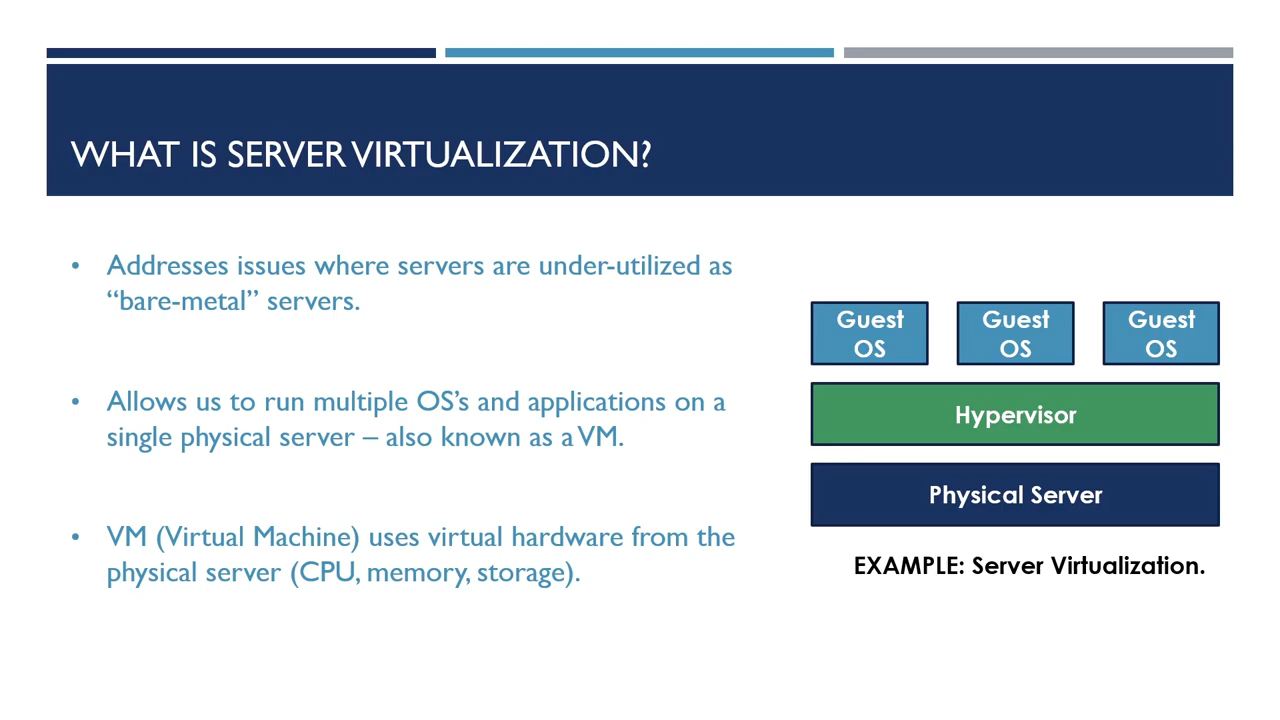 WHAT IS SERVER VIRTUALIZATION?
• Addresses issues where servers are under-utilized as
“bare-metal” servers.
• Allows us to run multiple OS’s and applications on a
single physical server – also known as a VM.
• VM (Virtual Machine) uses virtual hardware from the
physical server (CPU, memory, storage).
Guest
OS
Guest
OS
Guest
OS
Hypervisor
Physical Server
EXAMPLE: Server Virtualization.